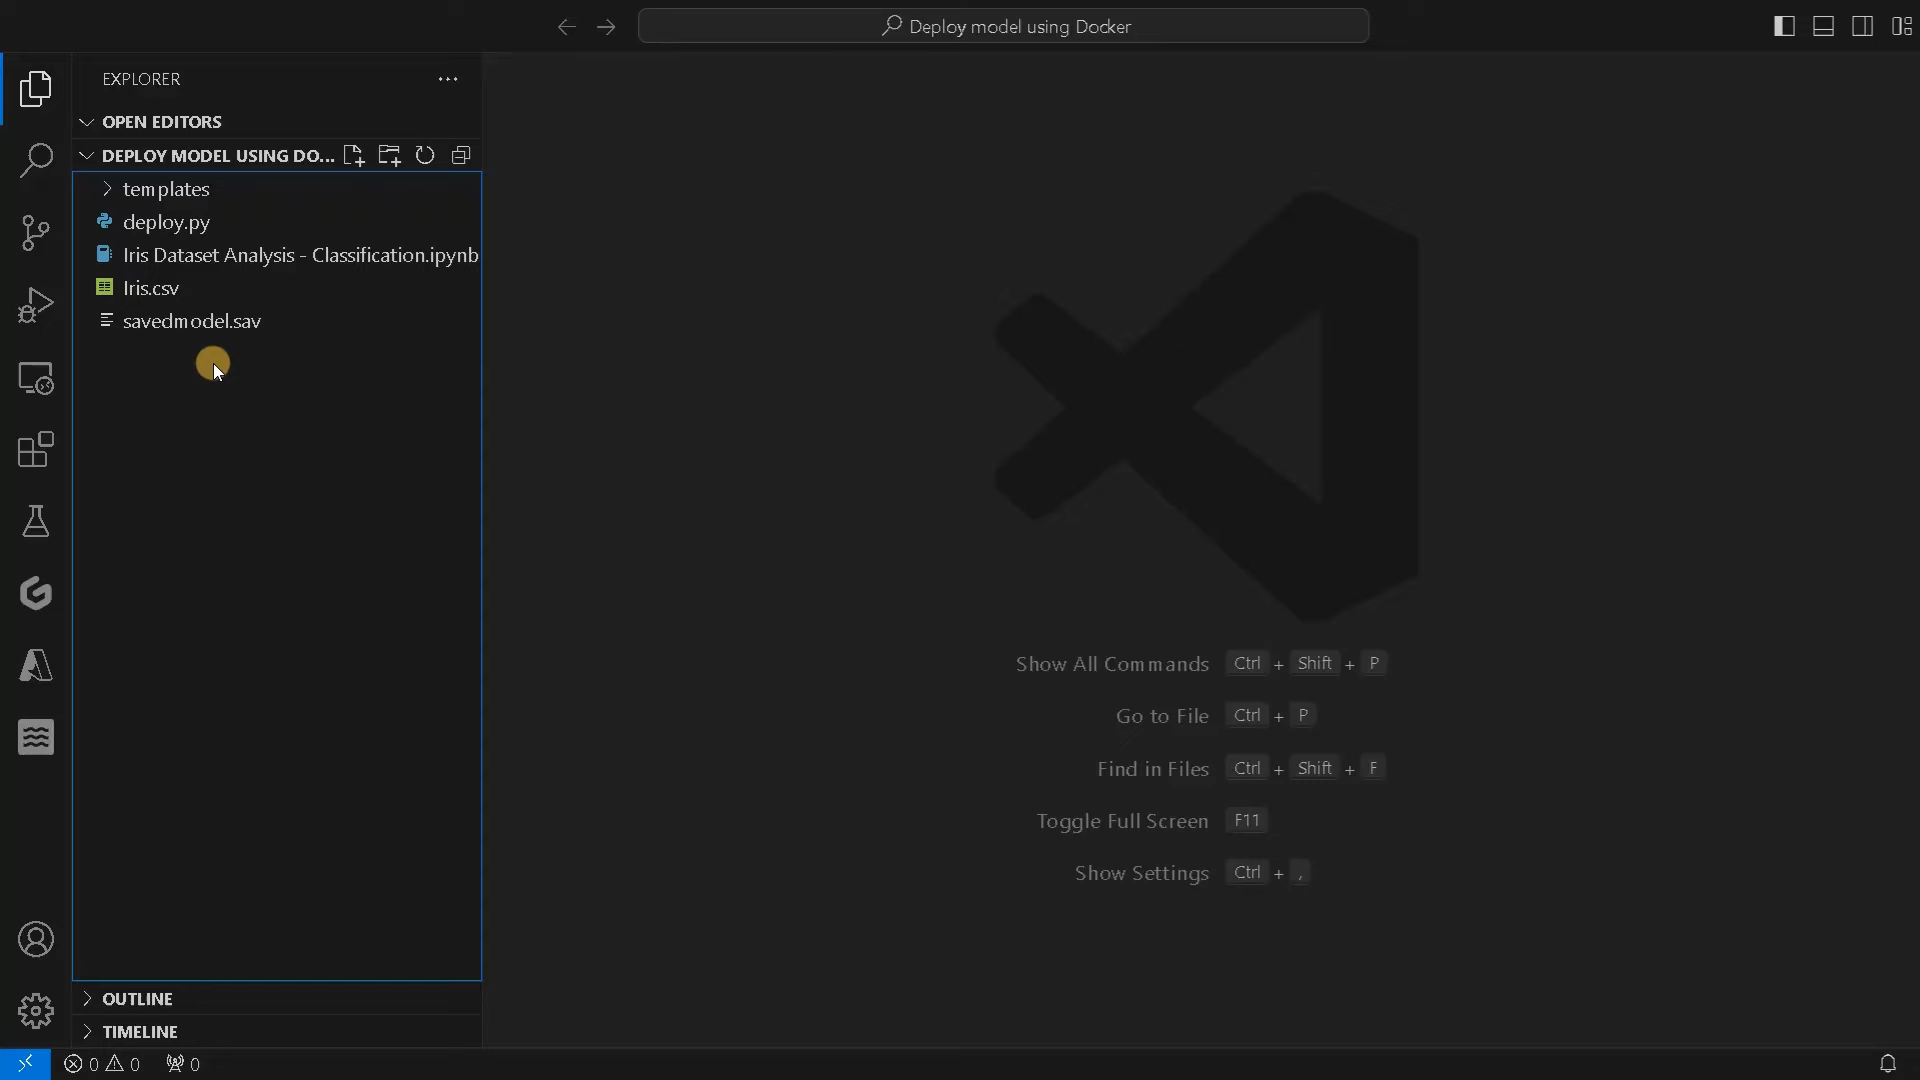 Deploy model using Docker
EXPLORER
OPEN EDITORS
DEPLOY MODEL USING DO...
templates
deploy.py
Iris Dataset Analysis - Classification.ipynb
Iris.csv
savedmodel.sav
Show All Commands Ctrl + Shift + P
Go to File Ctrl + P
Find in Files Ctrl + Shift + F
Toggle Full Screen F11
Show Settings Ctrl + ,
OUTLINE
TIMELINE
0 0 0